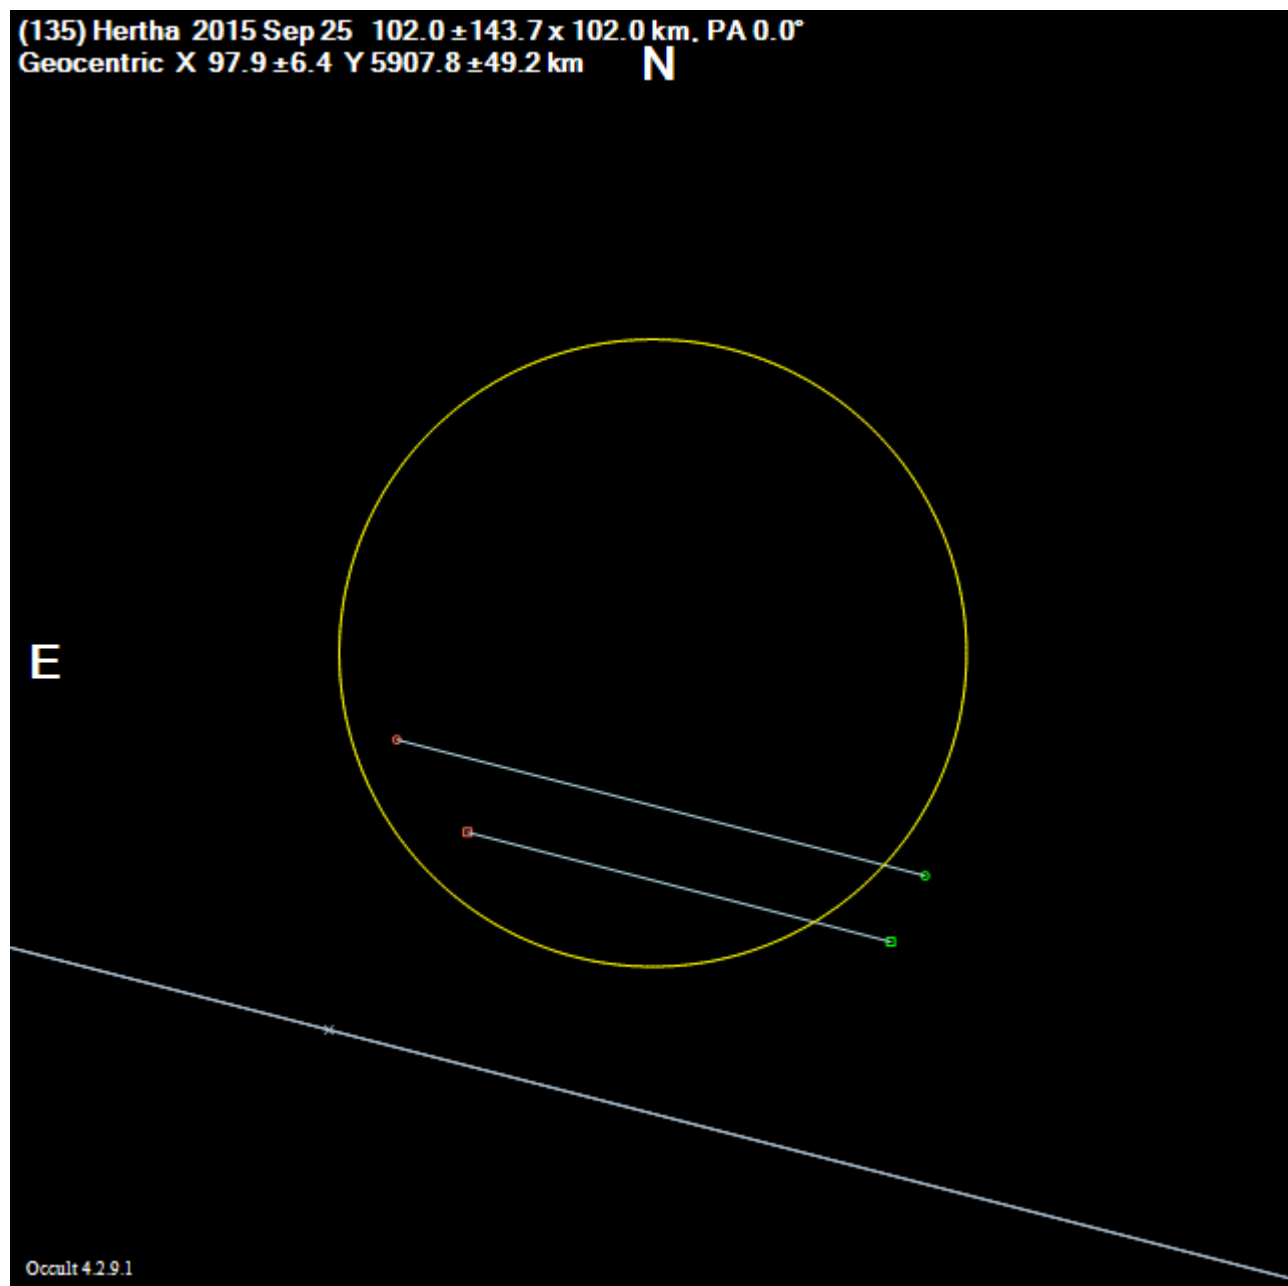 (135) Hertha 2015 Sep 25 102.0 ±143.7 x 102.0 km, PA 0.0°
Geocentric X 97.9 ±6.4 Y 5907.8 ±49.2 km
N
E
Occult 4.2.9.1